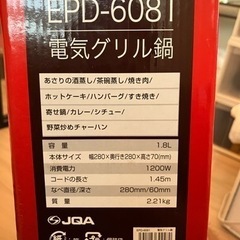 EPD-6081
電気グリル鍋
あさりの酒蒸し/茶碗蒸し/焼き肉/
ホットケーキ/ハンバーグ/すき焼き/
寄せ鍋/カレー/シチュー/
野菜炒め/チャーハン
容量 1.8L
本体サイズ 幅280×奥行き280×高さ70(mm)
消費電力 1200W
コードの長さ 1.45m
なべ直径/深さ 280mm/60mm
質量 2.21kg
JQA